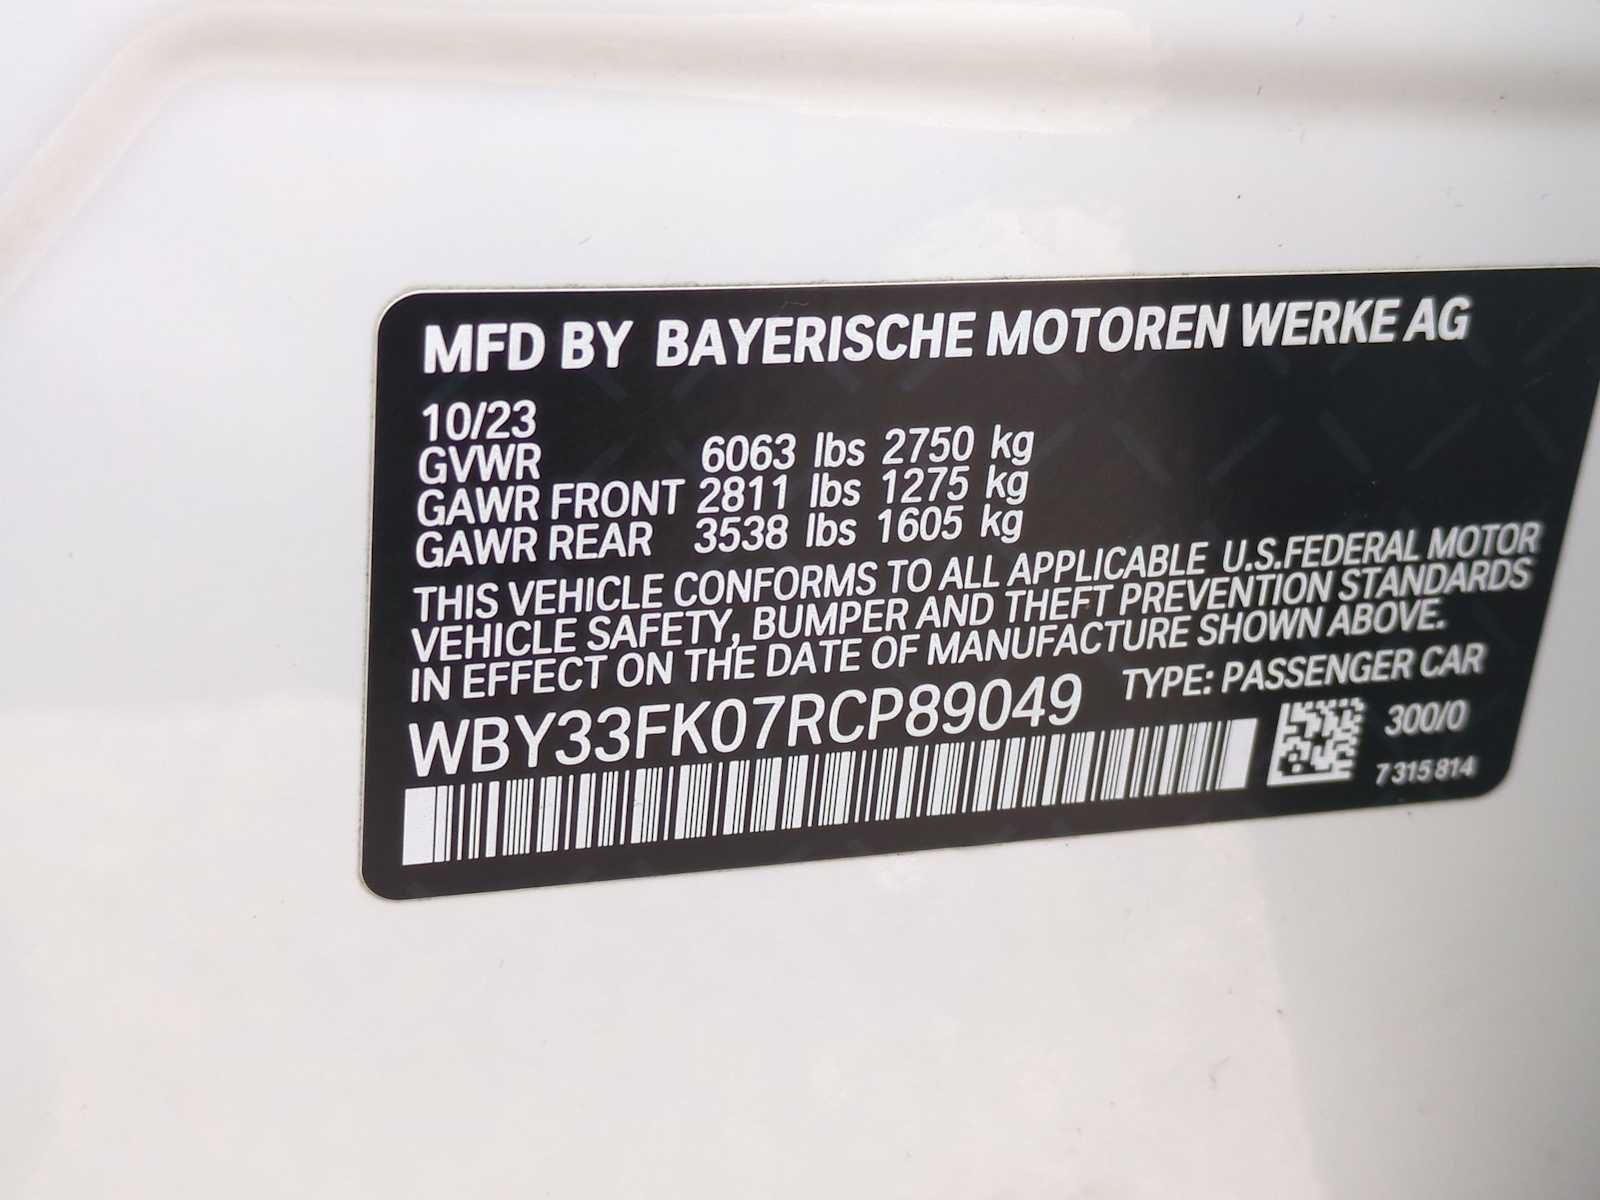 MFD BY BAYERISCHE MOTOREN WERKE AG
10/23
GVWR 6063 lbs 2750 kg
GAWR FRONT 2811 lbs 1275 kg
GAWR REAR 3538 lbs 1605 kg
THIS VEHICLE CONFORMS TO ALL APPLICABLE U.S.FEDERAL MOTOR
VEHICLE SAFETY, BUMPER AND THEFT PREVENTION STANDARDS
IN EFFECT ON THE DATE OF MANUFACTURE SHOWN ABOVE.
WBY33FK07RCP89049 TYPE: PASSENGER CAR
300/0
7 315 814